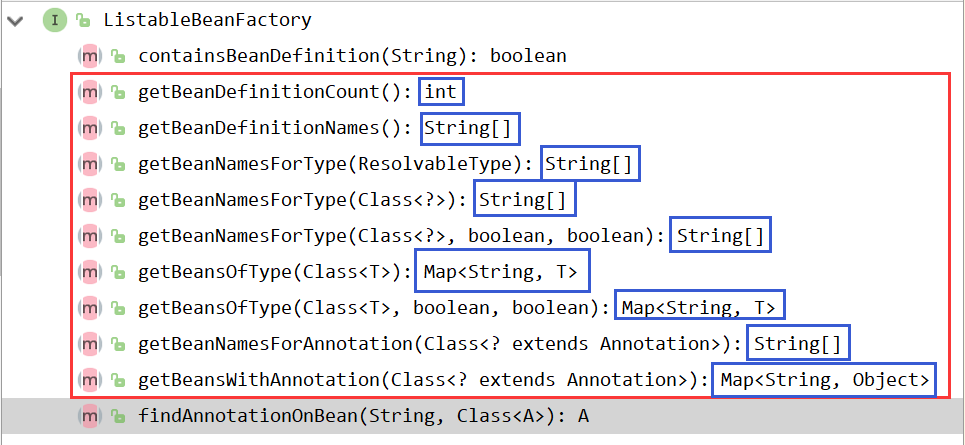 I ListableBeanFactory
m containsBeanDefinition(String): boolean
m getBeanDefinitionCount(): int
m getBeanDefinitionNames(): String[]
m getBeanNamesForType(ResolvableType): String[]
m getBeanNamesForType(Class<?>): String[]
m getBeanNamesForType(Class<?>, boolean, boolean): String[]
m getBeansOfType(Class<T>): Map<String, T>
m getBeansOfType(Class<T>, boolean, boolean): Map<String, T>
m getBeanNamesForAnnotation(Class<? extends Annotation>): String[]
m getBeansWithAnnotation(Class<? extends Annotation>): Map<String, Object>
m findAnnotationOnBean(String, Class<A>): A